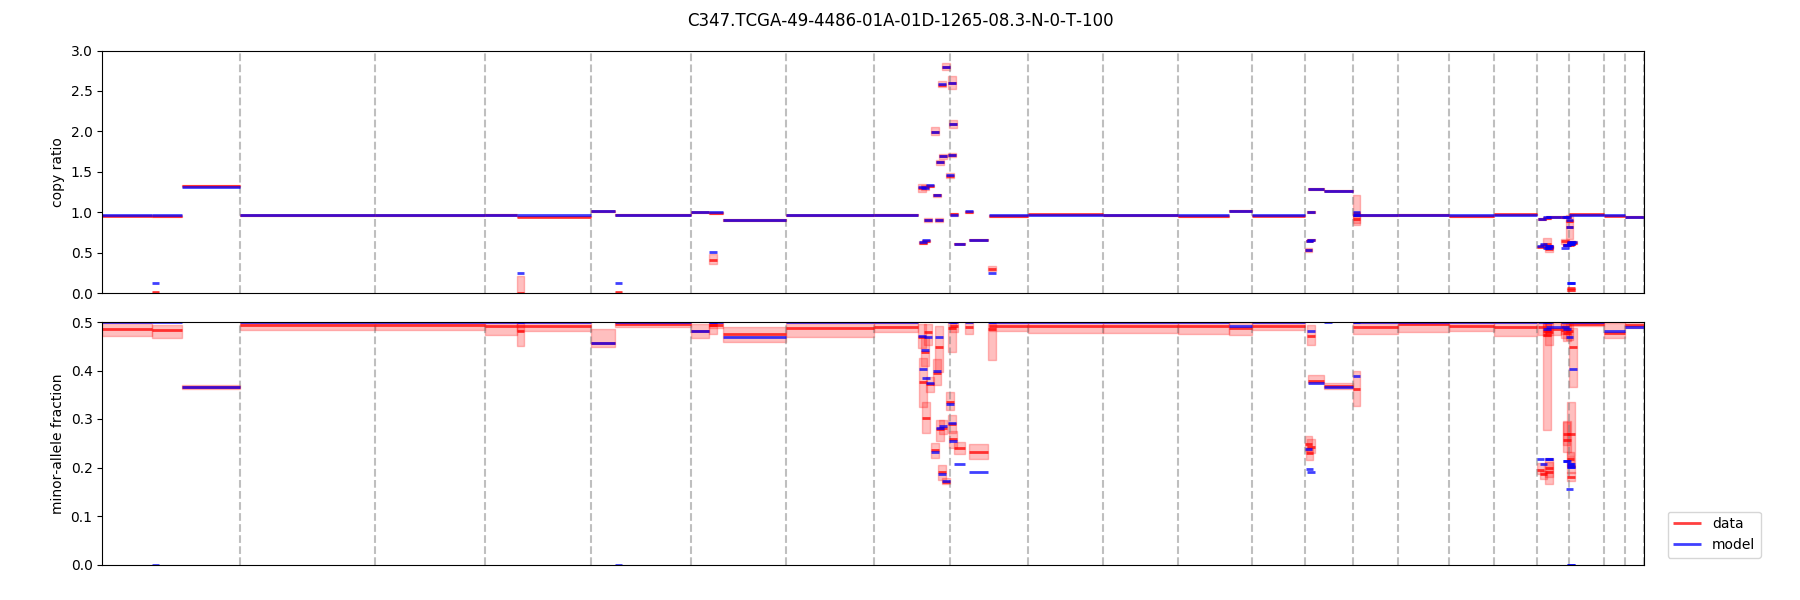 C347.TCGA-49-4486-01A-01D-1265-08.3-N-0-T-100
3.0
2.5
2.0
1.5
1.0
0.5
0.0
copy ratio
0.5
0.4
0.3
0.2
0.1
0.0
minor-allele fraction
data
model